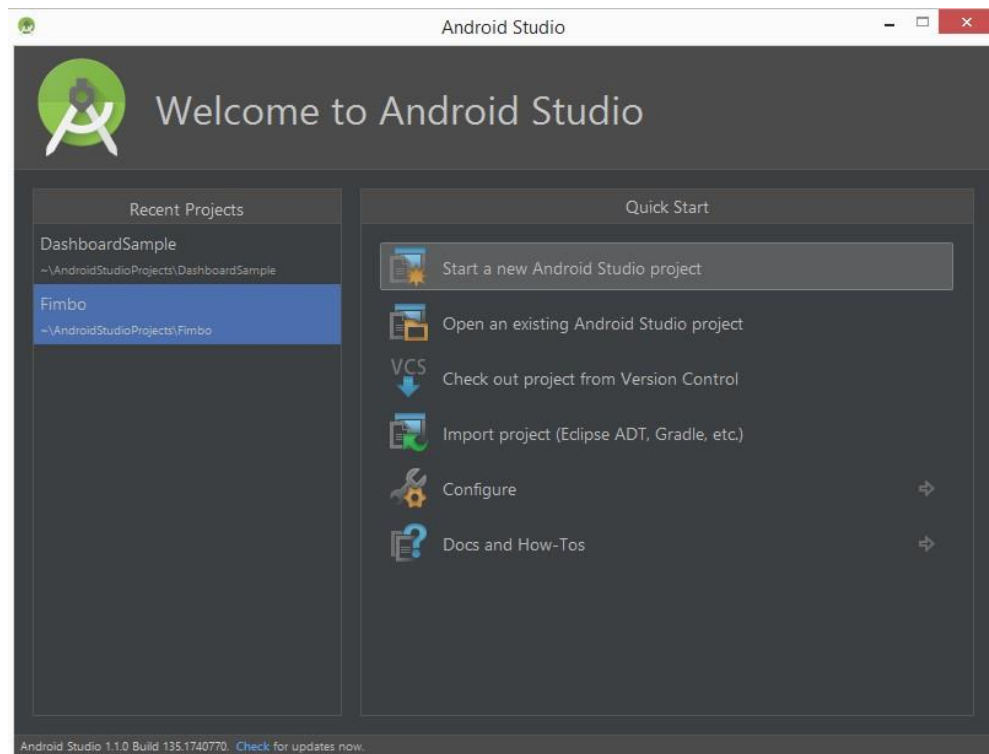 Android Studio
Welcome to Android Studio
Recent Projects
DashboardSample
~\AndroidStudioProjects\DashboardSample
Fimbo
~\AndroidStudioProjects\Fimbo
Quick Start
Start a new Android Studio project
Open an existing Android Studio project
VCS
Check out project from Version Control
Import project (Eclipse ADT, Gradle, etc.)
Configure
Docs and How-Tos
Android Studio 1.1.0 Build 135.1740770. Check for updates now.